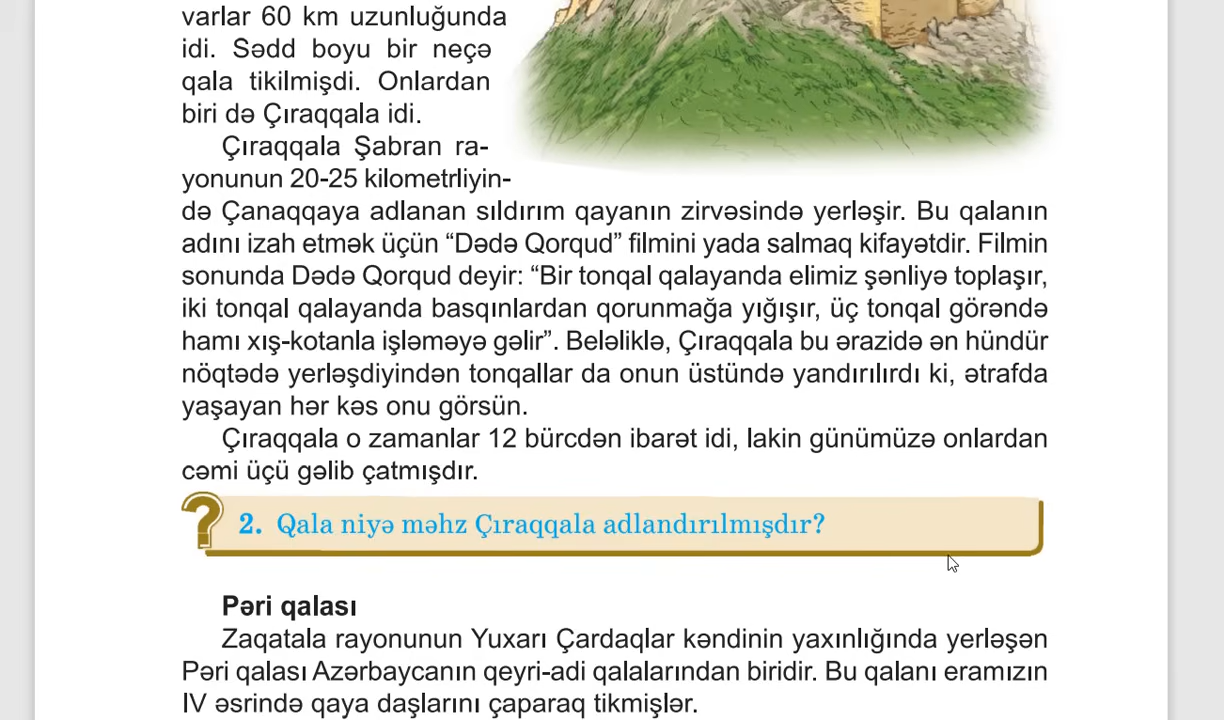 varlar 60 km uzunluğunda
idi. Sədd boyu bir neçə
qala tikilmişdi. Onlardan
biri də Çıraqqala idi.
Çıraqqala Şabran ra-
yonunun 20-25 kilometrliyin-
də Çanaqqaya adlanan sıldırım qayanın zirvəsində yerləşir. Bu qalanın
adını izah etmək üçün “Dədə Qorqud” filmini yada salmaq kifayətdir. Filmin
sonunda Dədə Qorqud deyir: “Bir tonqal qalayanda elimiz şənliyə toplaşır,
iki tonqal qalayanda basqınlardan qorunmağa yığışır, üç tonqal görəndə
hamı xış-kotanla işləməyə gəlir”. Beləliklə, Çıraqqala bu ərazidə ən hündür
nöqtədə yerləşdiyindən tonqallar da onun üstündə yandırılırdı ki, ətrafda
yaşayan hər kəs onu görsün.
Çıraqqala o zamanlar 12 bürcdən ibarət idi, lakin günümüzə onlardan
cəmi üçü gəlib çatmışdır.
? 2. Qala niyə məhz Çıraqqala adlandırılmışdır?
Pəri qalası
Zaqatala rayonunun Yuxarı Çardaqlar kəndinin yaxınlığında yerləşən
Pəri qalası Azərbaycanın qeyri-adi qalalarından biridir. Bu qalanı eramızın
IV əsrində qaya daşlarını çaparaq tikmişlər.